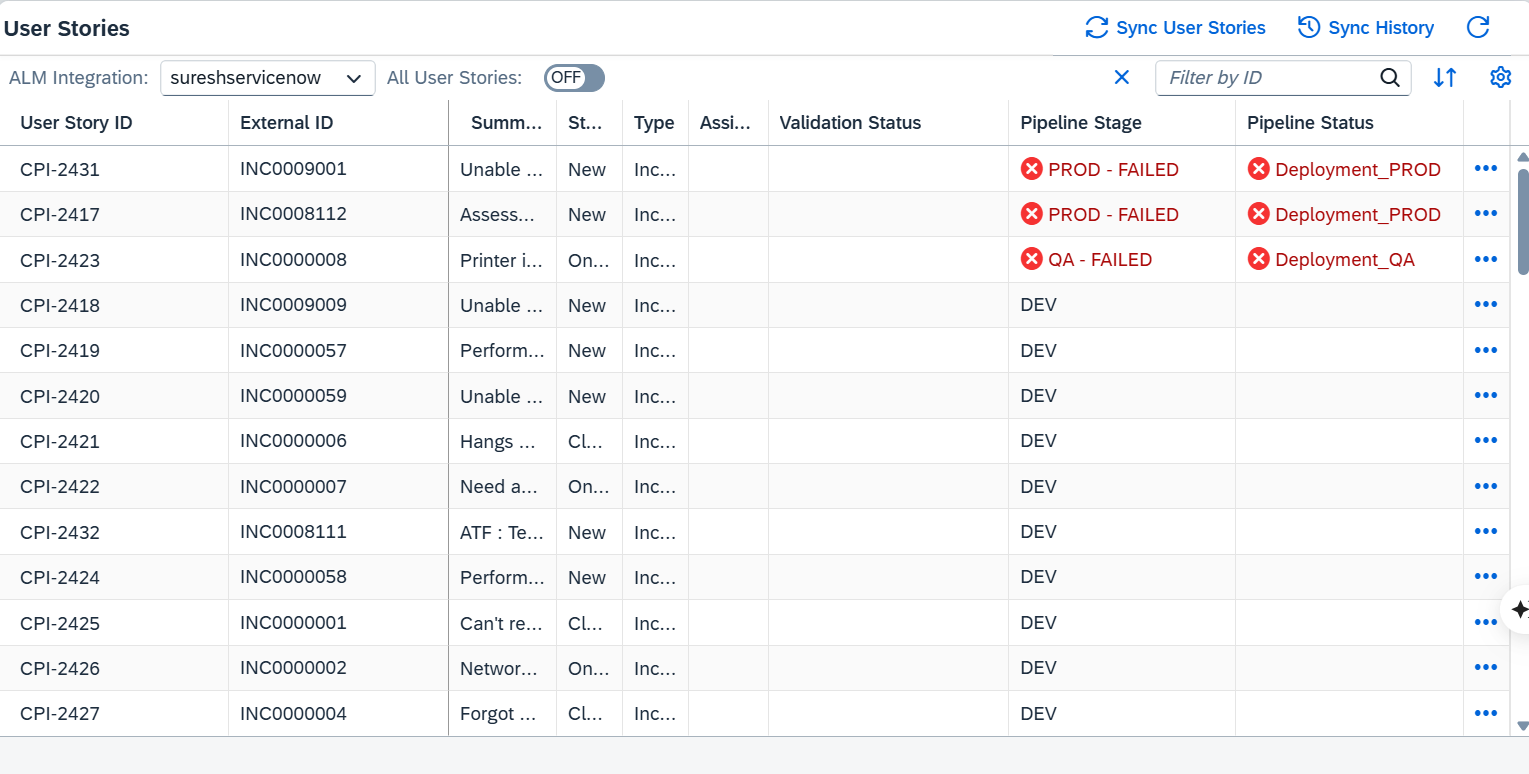 User Stories Sync User Stories Sync History
ALM Integration: sureshservicenow All User Stories: OFF Filter by ID
User Story ID External ID Summ... St... Type Assi... Validation Status Pipeline Stage Pipeline Status
CPI-2431 INC0009001 Unable ... New Inc... PROD - FAILED Deployment_PROD
CPI-2417 INC0008112 Assess... New Inc... PROD - FAILED Deployment_PROD
CPI-2423 INC0000008 Printer i... On... Inc... QA - FAILED Deployment_QA
CPI-2418 INC0009009 Unable ... New Inc... DEV
CPI-2419 INC0000057 Perform... New Inc... DEV
CPI-2420 INC0000059 Unable ... New Inc... DEV
CPI-2421 INC0000006 Hangs ... Cl... Inc... DEV
CPI-2422 INC0000007 Need a... On... Inc... DEV
CPI-2432 INC0008111 ATF : Te... New Inc... DEV
CPI-2424 INC0000058 Perform... New Inc... DEV
CPI-2425 INC0000001 Can't re... Cl... Inc... DEV
CPI-2426 INC0000002 Networ... On... Inc... DEV
CPI-2427 INC0000004 Forgot ... Cl... Inc... DEV